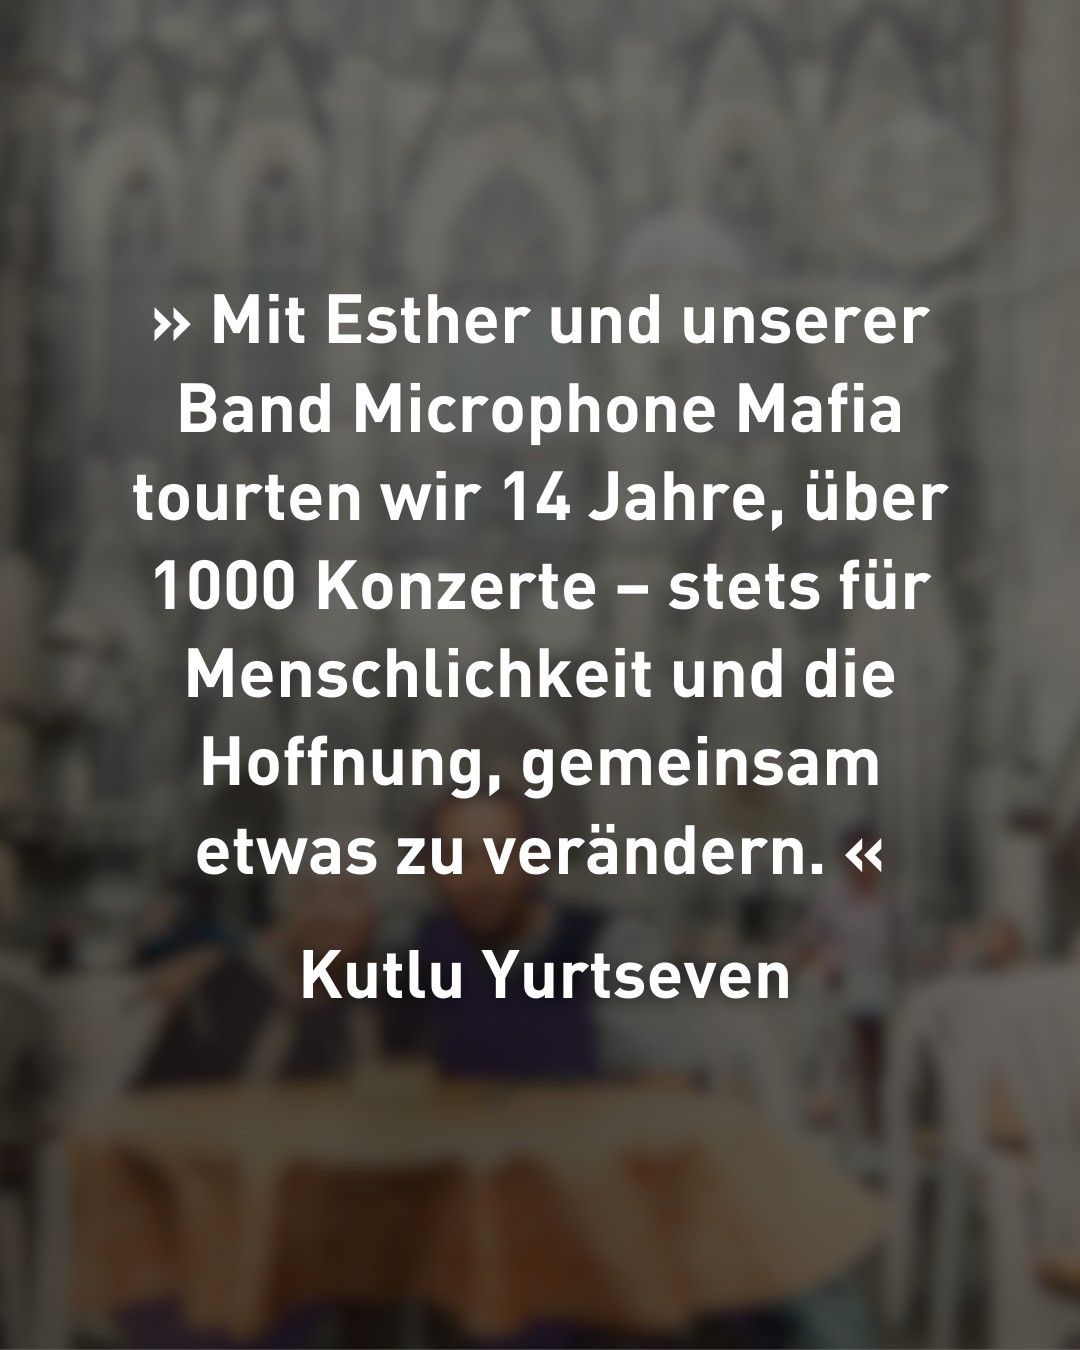 » Mit Esther und unserer
Band Microphone Mafia
tourten wir 14 Jahre, über
1000 Konzerte – stets für
Menschlichkeit und die
Hoffnung, gemeinsam
etwas zu verändern. «
Kutlu Yurtseven